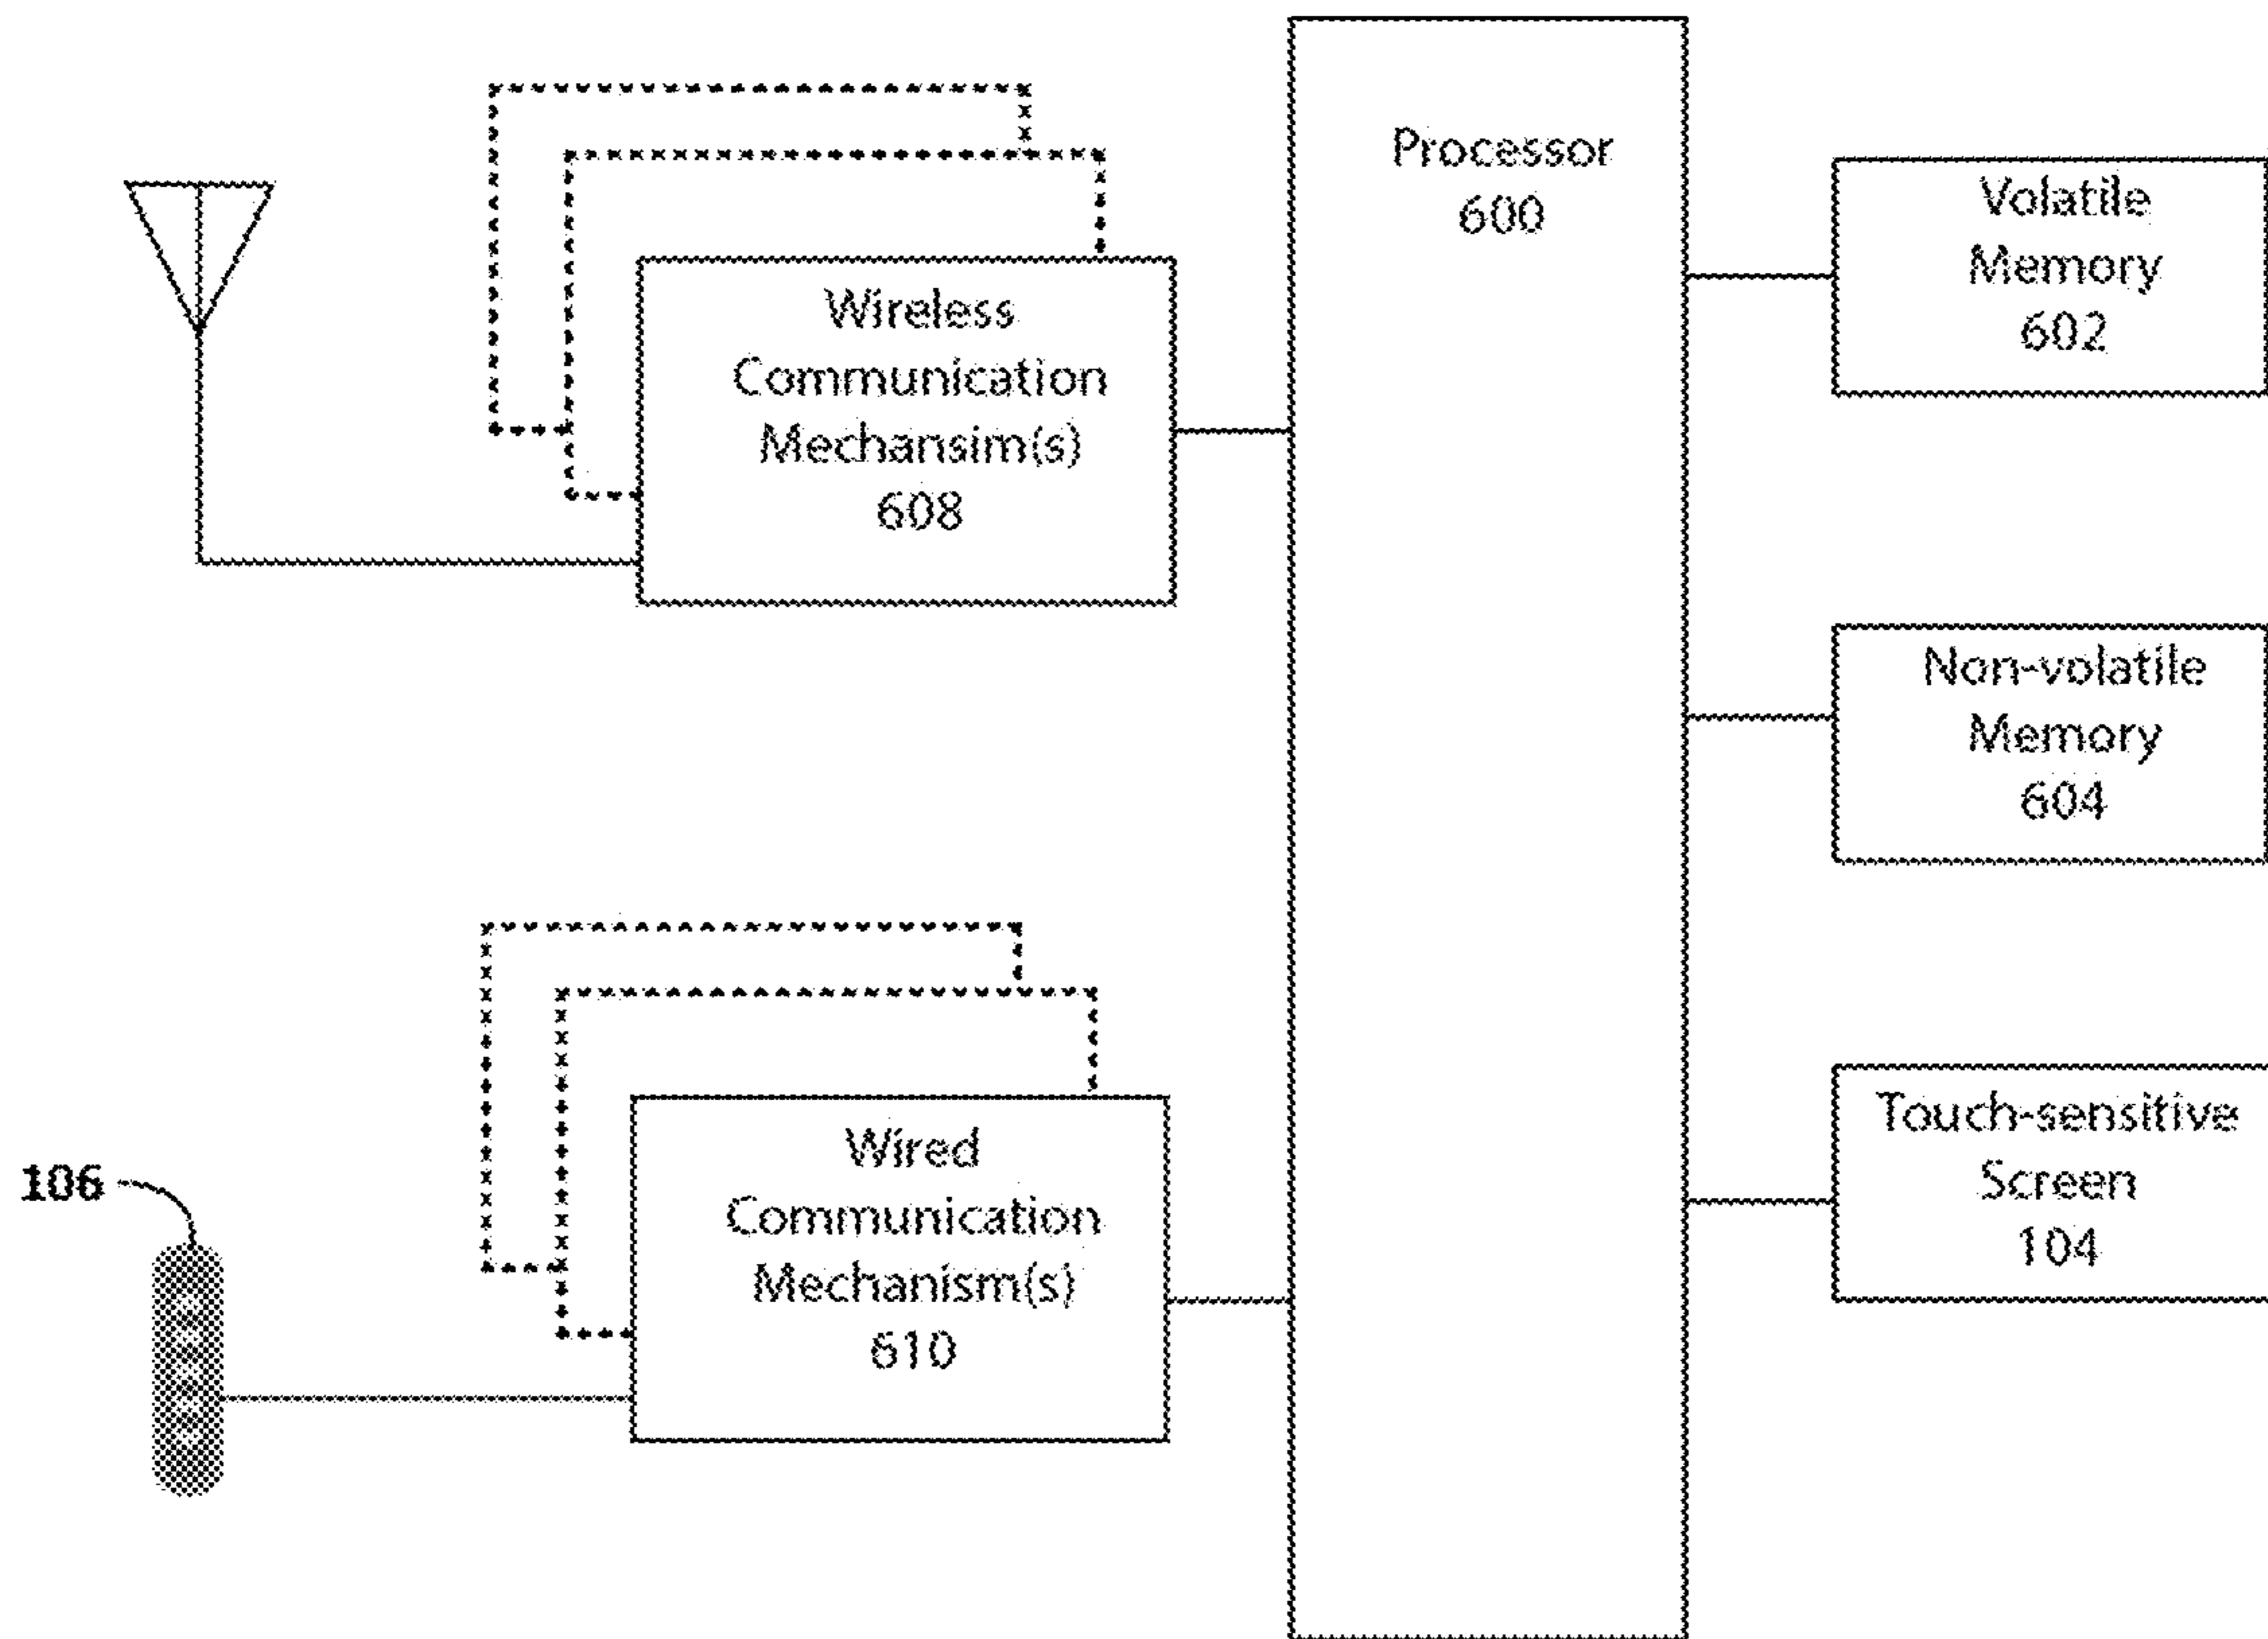 Processor
600
Volatile
Memory
602
Wireless
Communication
Mechansim(s)
608
Non-volatile
Memory
604
Touch-sensitive
Screen
104
Wired
Communication
Mechanism(s)
610
106